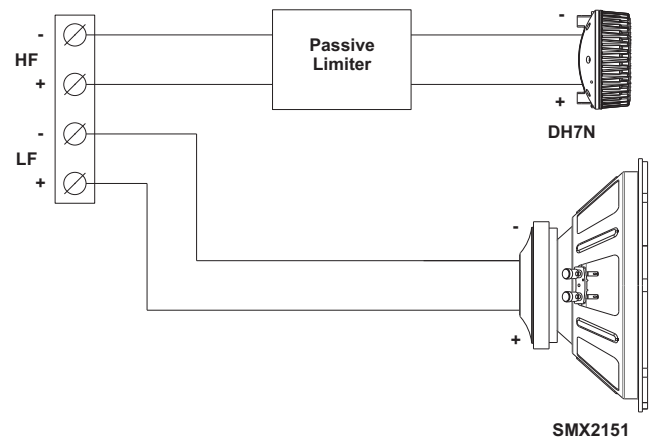 -
HF
+
-
LF
+
Passive
Limiter
-
+
DH7N
-
+
SMX2151